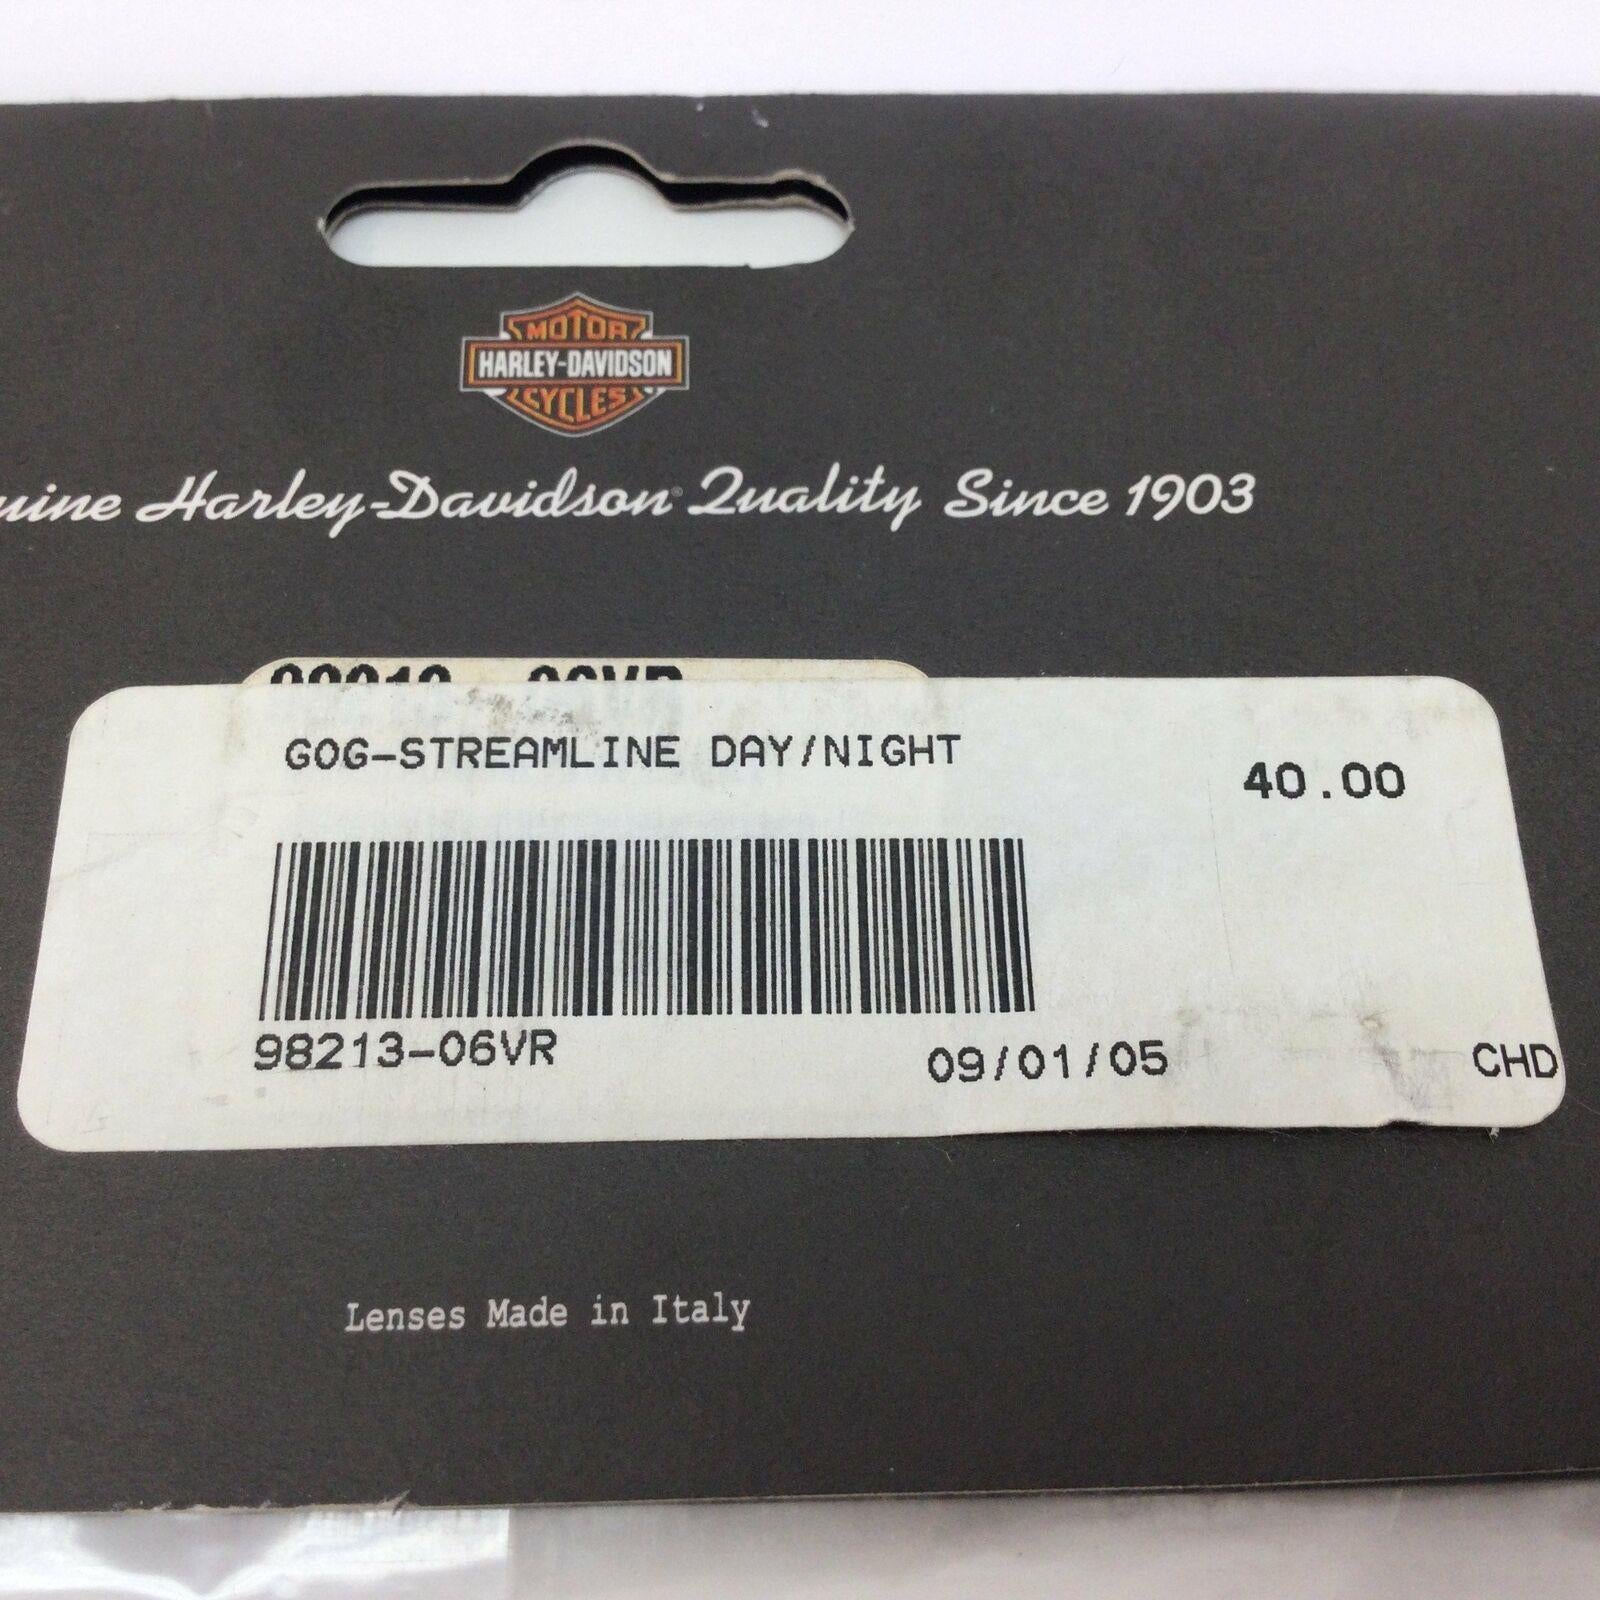 MOTOR
HARLEY-DAVIDSON
CYCLES
Harley-Davidson Quality Since 1903
GOG-STREAMLINE DAY/NIGHT
40.00
98213-06VR
09/01/05
CHD
Lenses Made in Italy